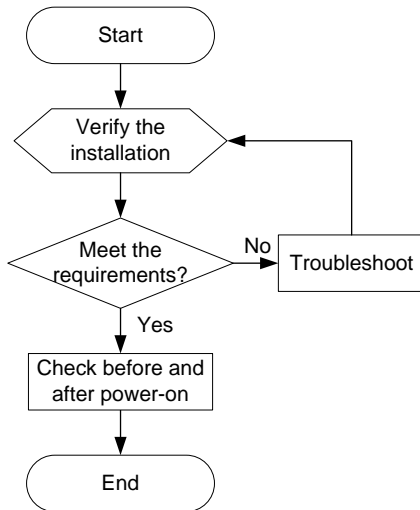 Start
Verify the
installation
Meet the
requirements?
No
Troubleshoot
Yes
Check before and
after power-on
End